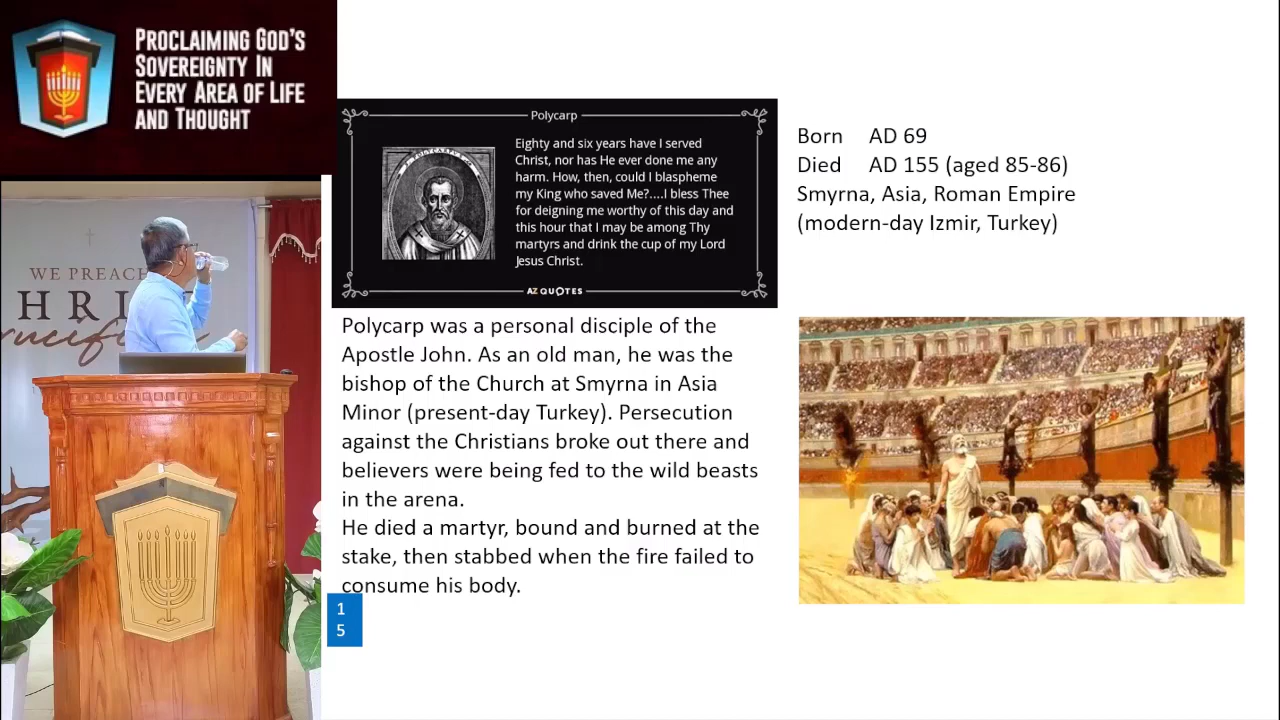 PROCLAIMING GOD'S
SOVEREIGNTY IN
EVERY AREA OF LIFE
AND THOUGHT
WE PREACH
Polycarp
Eighty and six years have I served
Christ, nor has He ever done me any
harm. How, then, could I blaspheme
my King who saved Me?....I bless Thee
for deigning me worthy of this day and
this hour that I may be among Thy
martyrs and drink the cup of my Lord
Jesus Christ.
AZ QUOTES
Born AD 69
Died AD 155 (aged 85-86)
Smyrna, Asia, Roman Empire
(modern-day Izmir, Turkey)
Polycarp was a personal disciple of the
Apostle John. As an old man, he was the
bishop of the Church at Smyrna in Asia
Minor (present-day Turkey). Persecution
against the Christians broke out there and
believers were being fed to the wild beasts
in the arena.
He died a martyr, bound and burned at the
stake, then stabbed when the fire failed to
consume his body.
1
5